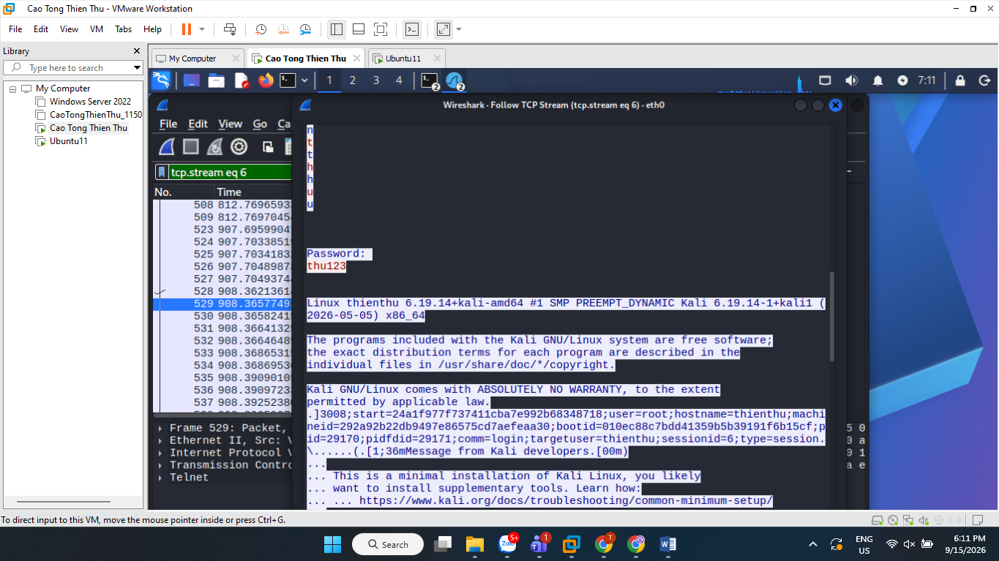 Cao Tong Thien Thu - VMware Workstation
File Edit View VM Tabs Help
Library
Type here to search
My Computer
Windows Server 2022
CaoTongThienThu_1150
Cao Tong Thien Thu
Ubuntu11
My Computer
Cao Tong Thien Thu
Ubuntu11
1 2 3 4
2
2
7:11
File Edit View Go Ca
tcp.stream eq 6
No. Time
508 812.7696593
509 812.7697045
523 907.6959904
524 907.7033851
525 907.7034183
526 907.7048987
527 907.7049374
528 908.3621361
529 908.3657749
530 908.3658241
531 908.3664132
532 908.3664648
533 908.3686531
534 908.3686953
535 908.3909010
536 908.3909723
537 908.3925238
Frame 529: Packet,
Ethernet II, Src: V
Internet Protocol V
Transmission Contro
Telnet
Wireshark · Follow TCP Stream (tcp.stream eq 6) · eth0
n
t
t
h
h
u
u
Password:
thu123
Linux thienthu 6.19.14+kali-amd64 #1 SMP PREEMPT_DYNAMIC Kali 6.19.14-1+kali1 (
2026-05-05) x86_64
The programs included with the Kali GNU/Linux system are free software;
the exact distribution terms for each program are described in the
individual files in /usr/share/doc/*/copyright.
Kali GNU/Linux comes with ABSOLUTELY NO WARRANTY, to the extent
permitted by applicable law.
.]3008;start=24a1f977f737411cba7e992b68348718;user=root;hostname=thienthu;machi
neid=292a92b22db9497e86575cd7aefeaa30;bootid=010ec88c7bdd41359b5b39191f6b15cf;p
id=29170;pidfdid=29171;comm=login;targetuser=thienthu;sessionid=6;type=session.
\......(.[1;36mMessage from Kali developers.[00m)
...
... This is a minimal installation of Kali Linux, you likely
... want to install supplementary tools. Learn how:
... ... https://www.kali.org/docs/troubleshooting/common-minimum-setup/
5 0
0 a
0 1
a e
To direct input to this VM, move the mouse pointer inside or press Ctrl+G.
Search
Zalo
5+
1
T
ENG
US
6:11 PM
9/15/2026